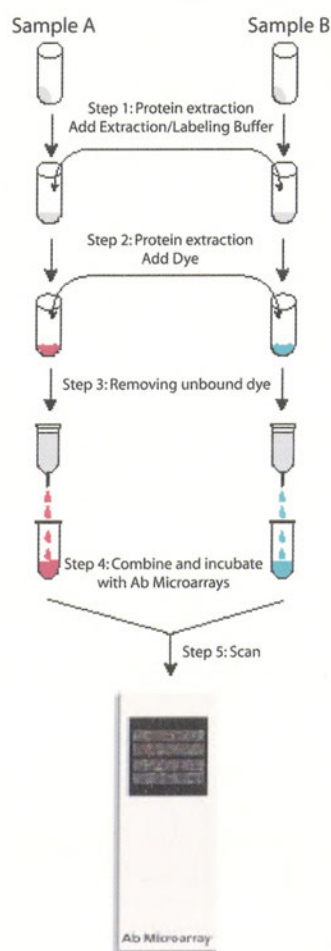 Sample A
Sample B
Step 1: Protein extraction
Add Extraction/Labeling Buffer
Step 2: Protein extraction
Add Dye
Step 3: Removing unbound dye
Step 4: Combine and incubate
with Ab Microarrays
Step 5: Scan
Ab Microarray